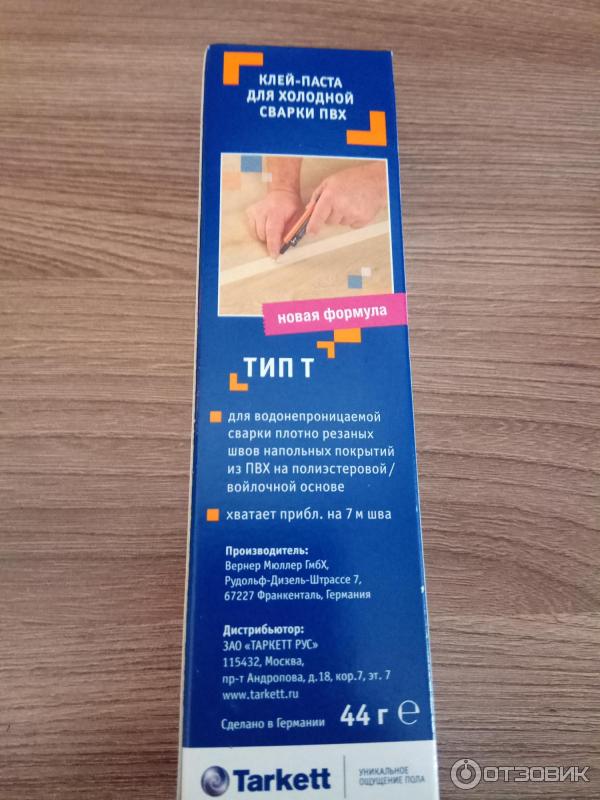 КЛЕЙ-ПАСТА
ДЛЯ ХОЛОДНОЙ
СВАРКИ ПВХ
новая формула
ТИП Т
для водонепроницаемой
сварки плотно резаных
швов напольных покрытий
из ПВХ на полиэстеровой/
войлочной основе
хватает прибл. на 7 м шва
Производитель:
Вернер Мюллер ГмбХ,
Рудольф-Дизель-Штрассе 7,
67227 Франкенталь, Германия
Дистрибьютор:
ЗАО «ТАРКЕТТ РУС»
115432, Москва,
пр-т Андропова, д.18, кор.7, эт. 7
www.tarkett.ru
Сделано в Германии 44 г ℮
Tarkett
УНИКАЛЬНОЕ
ОЩУЩЕНИЕ ПОЛА
ОТЗОВИК